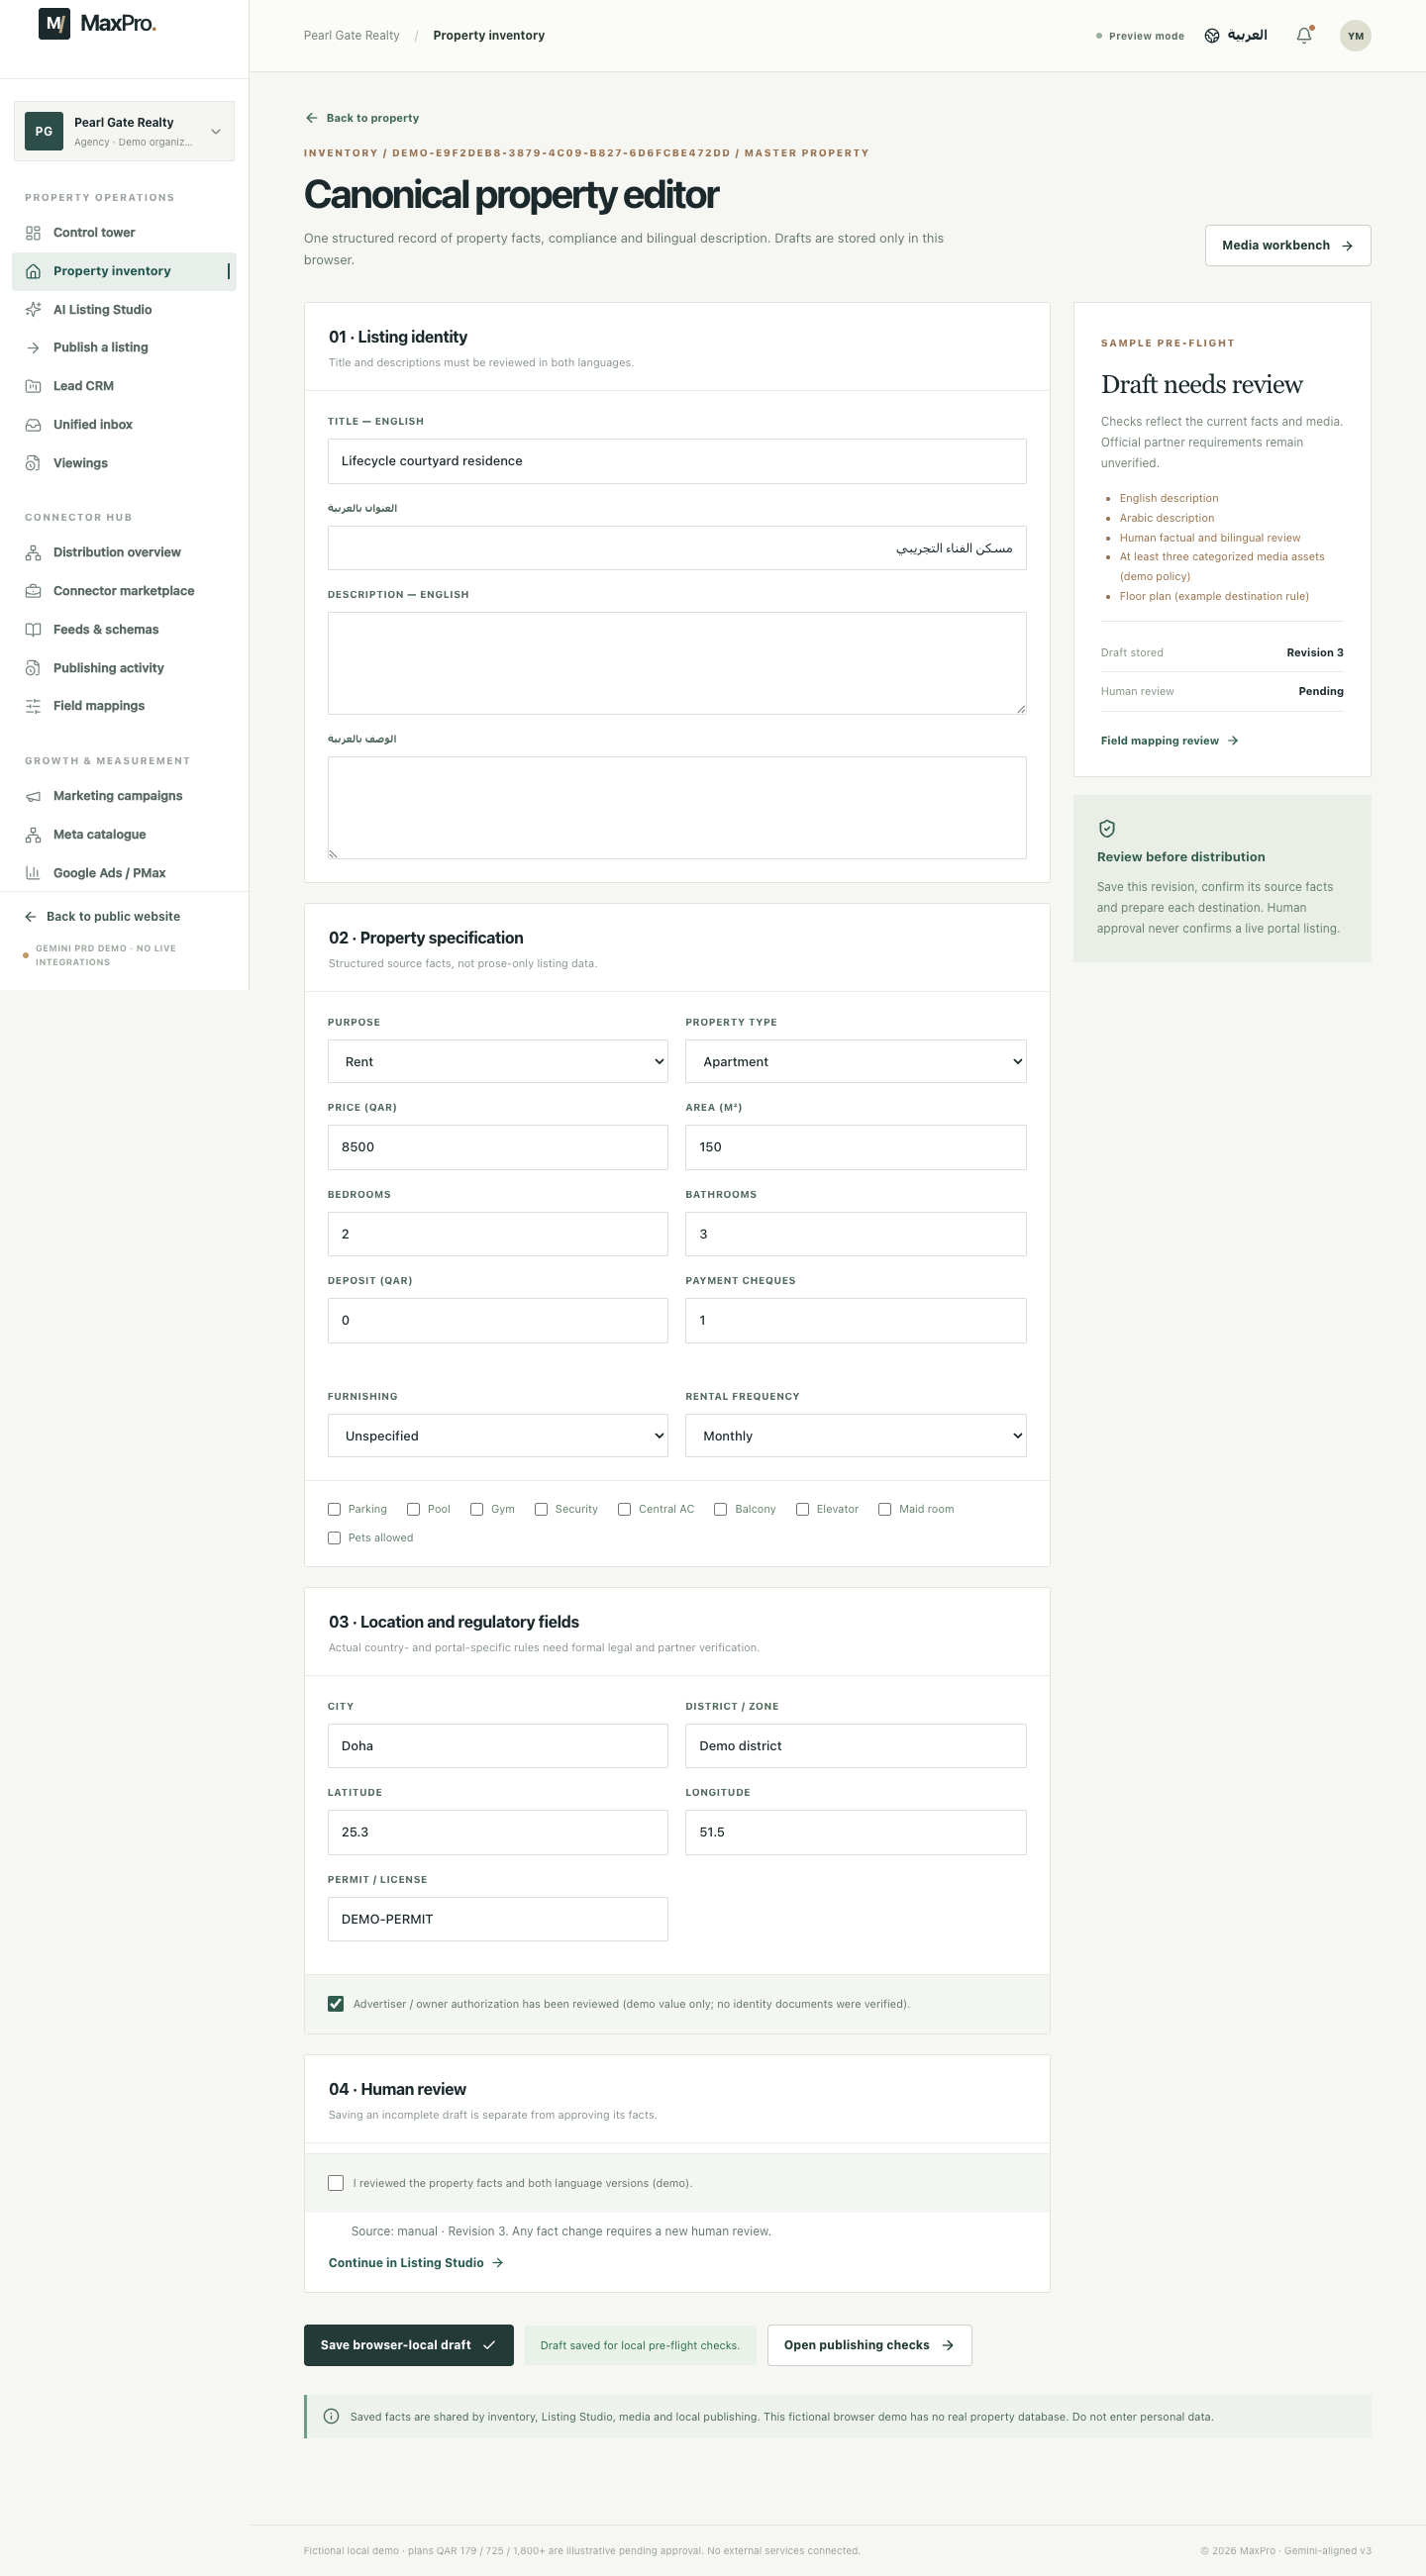 M/ MaxPro.
PG
Pearl Gate Realty
Agency · Demo organiz...
PROPERTY OPERATIONS
Control tower
Property inventory
AI Listing Studio
Publish a listing
Lead CRM
Unified inbox
Viewings
CONNECTOR HUB
Distribution overview
Connector marketplace
Feeds & schemas
Publishing activity
Field mappings
GROWTH & MEASUREMENT
Marketing campaigns
Meta catalogue
Google Ads / PMax
Back to public website
GEMINI PRD DEMO · NO LIVE
INTEGRATIONS
Pearl Gate Realty / Property inventory
Preview mode
العربية
YM
Back to property
INVENTORY / DEMO-E9F2DEB8-3879-4C09-B827-6D6FCBE472DD / MASTER PROPERTY
Canonical property editor
One structured record of property facts, compliance and bilingual description. Drafts are stored only in this
browser.
Media workbench
01 · Listing identity
Title and descriptions must be reviewed in both languages.
TITLE — ENGLISH
Lifecycle courtyard residence
العنوان بالعربية
مسكن الفناء التجريبي
DESCRIPTION — ENGLISH
الوصف بالعربية
02 · Property specification
Structured source facts, not prose-only listing data.
PURPOSE
Rent
PROPERTY TYPE
Apartment
PRICE (QAR)
8500
AREA (M²)
150
BEDROOMS
2
BATHROOMS
3
DEPOSIT (QAR)
0
PAYMENT CHEQUES
1
FURNISHING
Unspecified
RENTAL FREQUENCY
Monthly
Parking Pool Gym Security Central AC Balcony Elevator Maid room
Pets allowed
03 · Location and regulatory fields
Actual country- and portal-specific rules need formal legal and partner verification.
CITY
Doha
DISTRICT / ZONE
Demo district
LATITUDE
25.3
LONGITUDE
51.5
PERMIT / LICENSE
DEMO-PERMIT
Advertiser / owner authorization has been reviewed (demo value only; no identity documents were verified).
04 · Human review
Saving an incomplete draft is separate from approving its facts.
I reviewed the property facts and both language versions (demo).
Source: manual · Revision 3. Any fact change requires a new human review.
Continue in Listing Studio
Save browser-local draft
Draft saved for local pre-flight checks.
Open publishing checks
Saved facts are shared by inventory, Listing Studio, media and local publishing. This fictional browser demo has no real property database. Do not enter personal data.
SAMPLE PRE-FLIGHT
Draft needs review
Checks reflect the current facts and media.
Official partner requirements remain
unverified.
English description
Arabic description
Human factual and bilingual review
At least three categorized media assets
(demo policy)
Floor plan (example destination rule)
Draft stored Revision 3
Human review Pending
Field mapping review
Review before distribution
Save this revision, confirm its source facts
and prepare each destination. Human
approval never confirms a live portal listing.
Fictional local demo · plans QAR 179 / 725 / 1,800+ are illustrative pending approval. No external services connected.
© 2026 MaxPro · Gemini-aligned v3